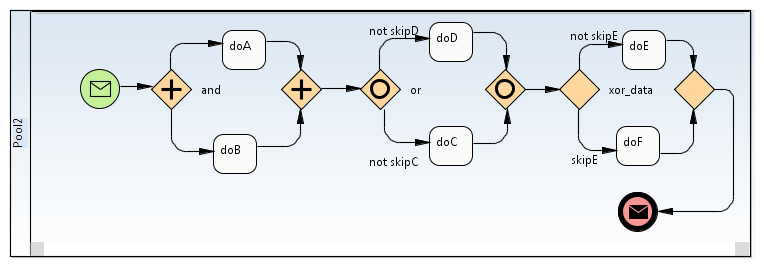 Pool2
doA
and
doB
not skipD
doD
or
not skipC
doC
not skipE
doE
xor_data
skipE
doF